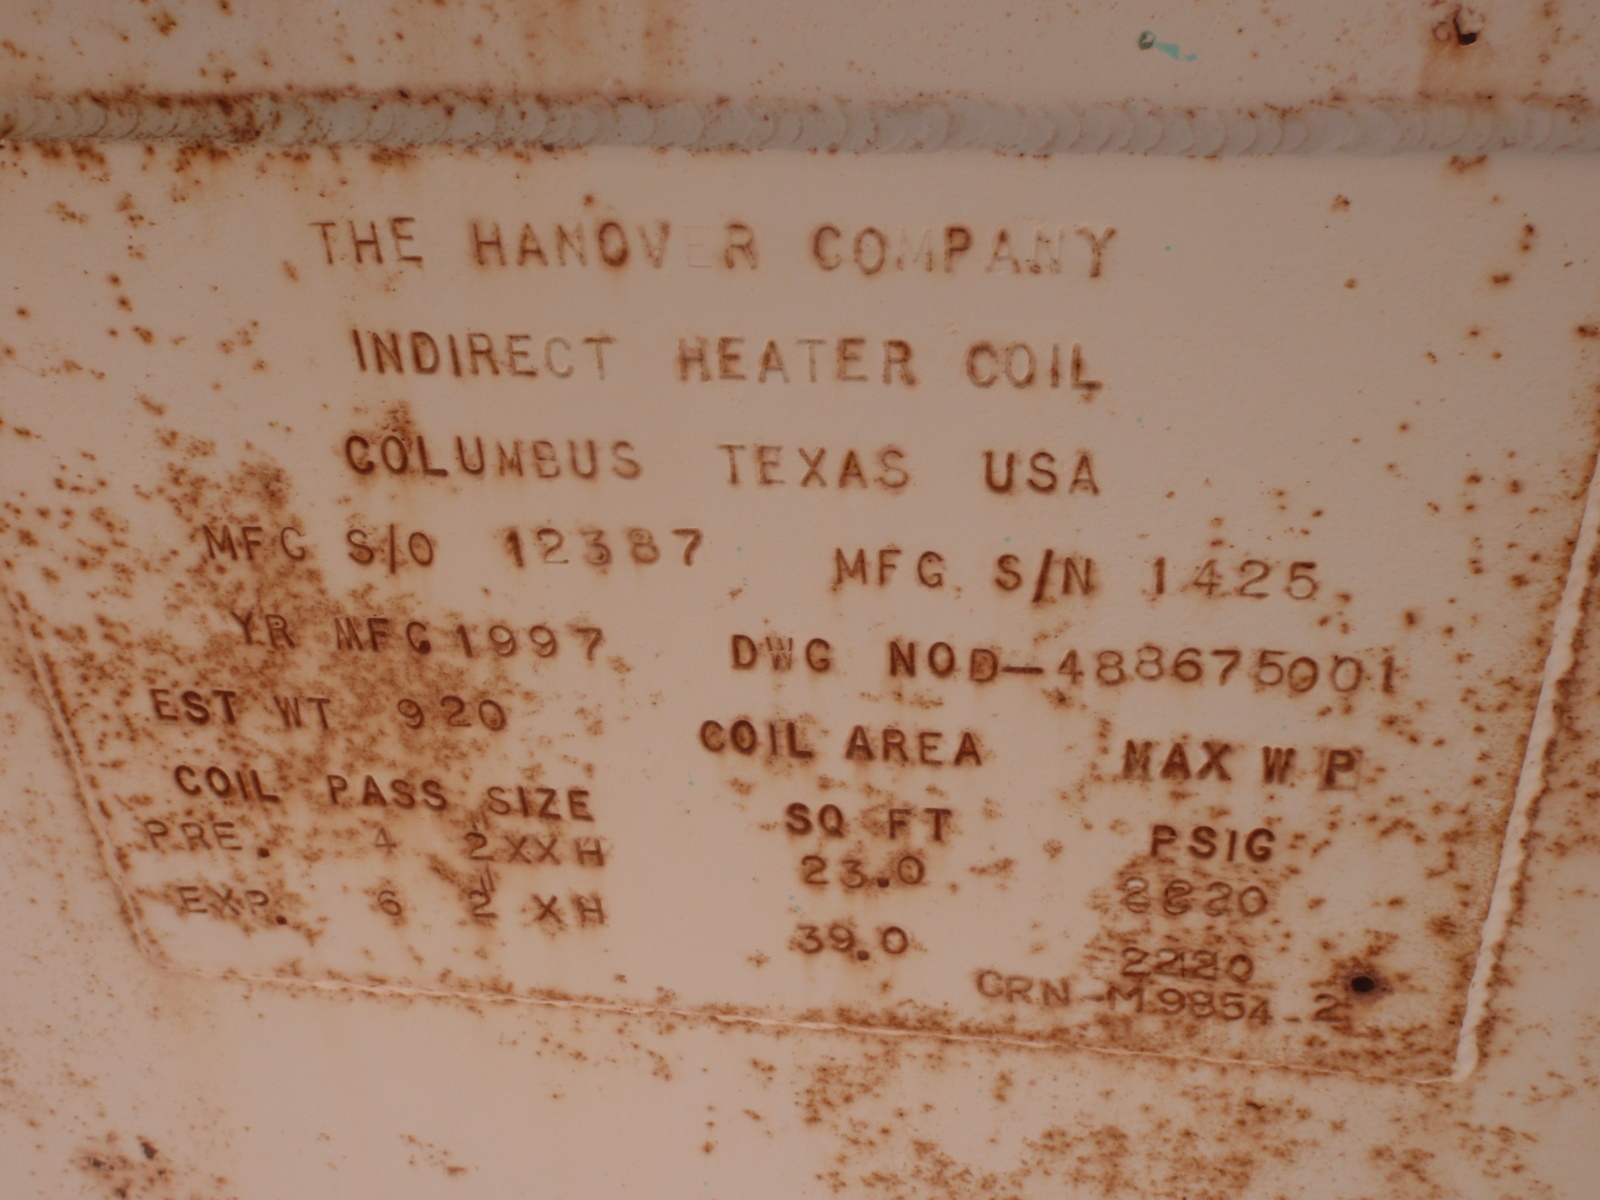 THE HANOVER COMPANY
INDIRECT HEATER COIL
COLUMBUS TEXAS USA
MFG S/O 12387 MFG. S/N 1425
YR MFG 1997 DWG NOD-488675001
EST WT 920 COIL AREA MAX W P
COIL PASS SIZE SQ FT PSIG
PRE. 4 2XXH 23.0
EXP. 6 2 XH 39.0
CRN-M9854-2